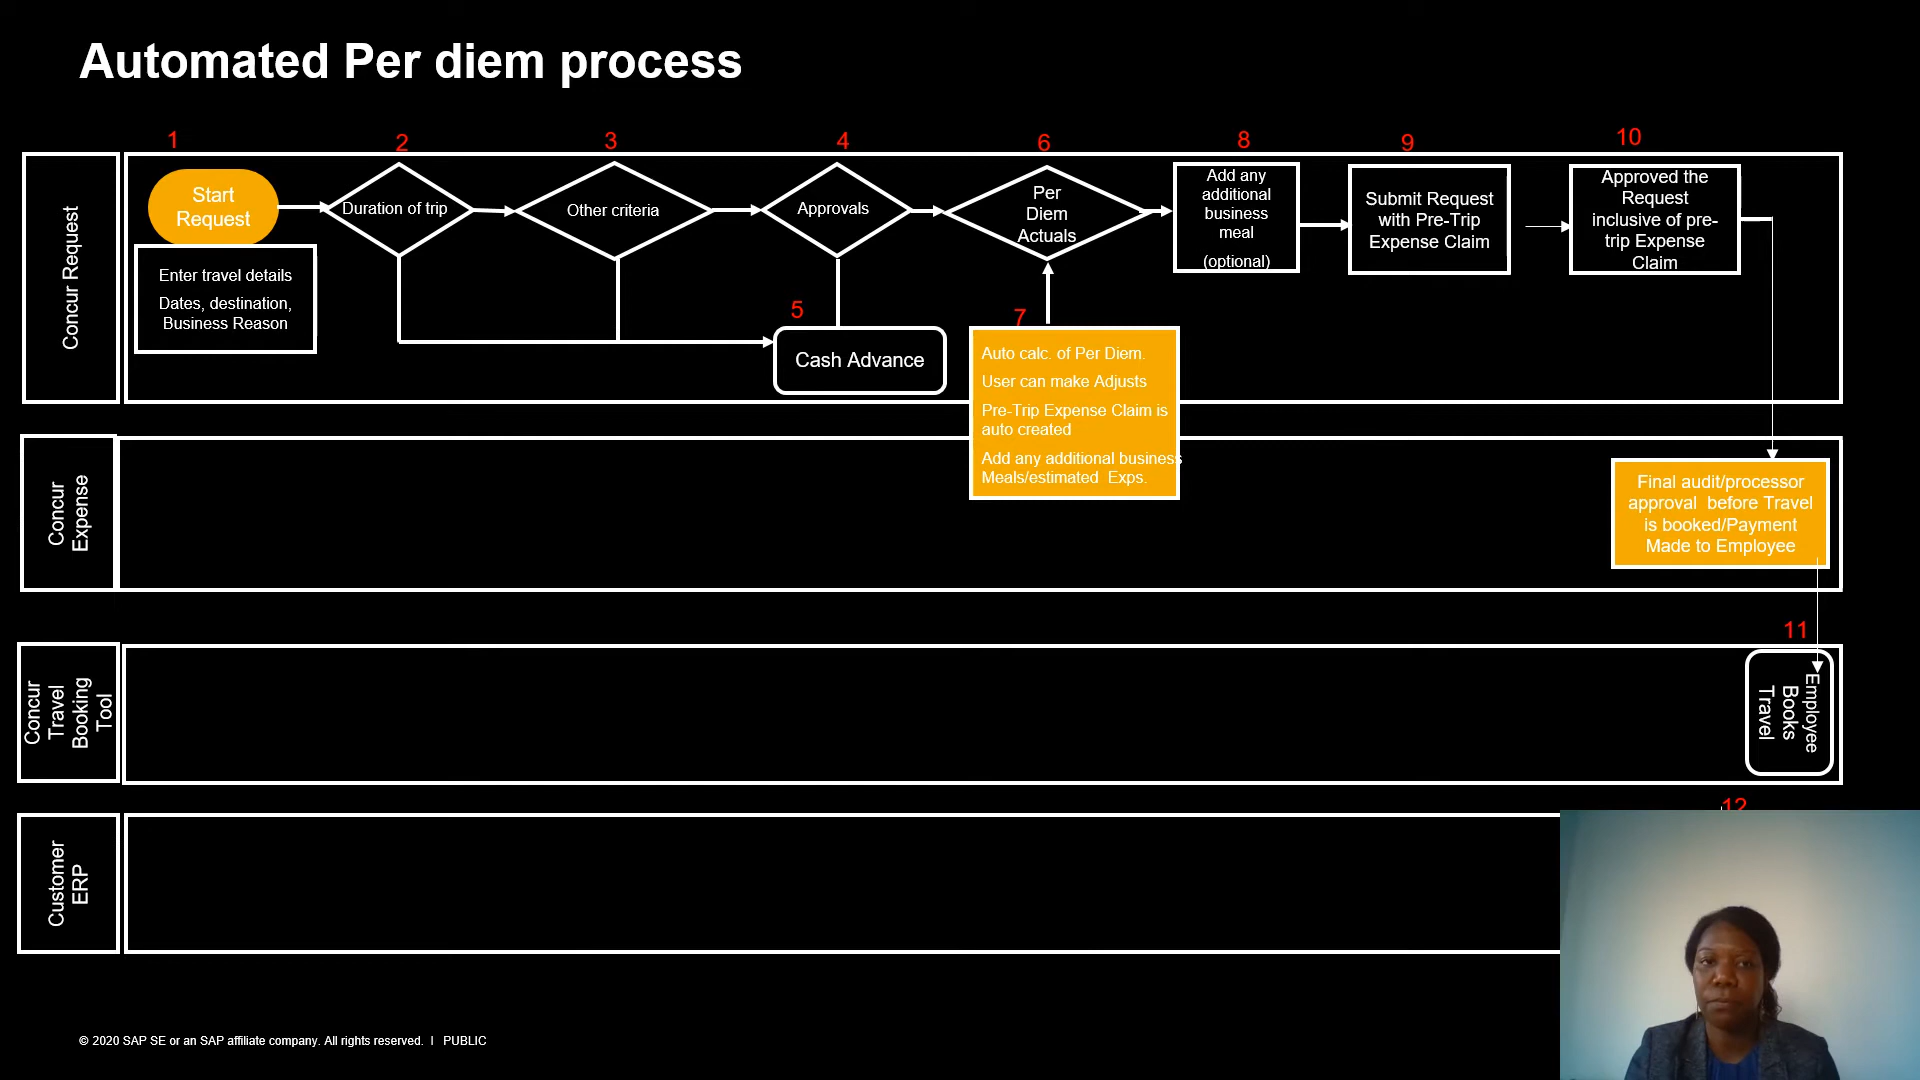 Automated Per diem process
1
2
3
4
6
8
9
10
Concur Request
Start
Request
Enter travel details
Dates, destination,
Business Reason
Duration of trip
Other criteria
Approvals
Per
Diem
Actuals
Add any
additional
business
meal
(optional)
Submit Request
with Pre-Trip
Expense Claim
Approved the
Request
inclusive of pre-
trip Expense
Claim
5
Cash Advance
7
Auto calc. of Per Diem.
User can make Adjusts
Pre-Trip Expense Claim is
auto created
Add any additional business
Meals/estimated Exps.
Concur
Expense
Final audit/processor
approval before Travel
is booked/Payment
Made to Employee
11
Concur
Travel
Booking
Tool
Employee
Books
Travel
12
Customer
ERP
© 2020 SAP SE or an SAP affiliate company. All rights reserved. I PUBLIC